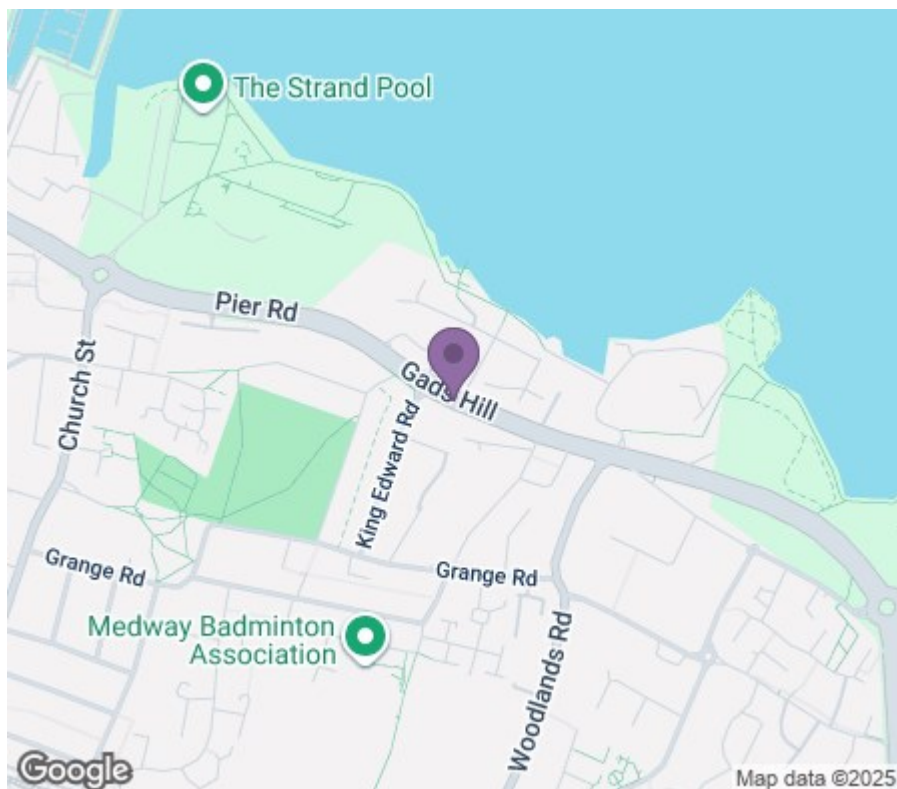 The Strand Pool
Pier Rd
Church St
Gads Hill
King Edward Rd
Grange Rd
Grange Rd
Medway Badminton
Association
Woodlands Rd
Google
Map data ©2025